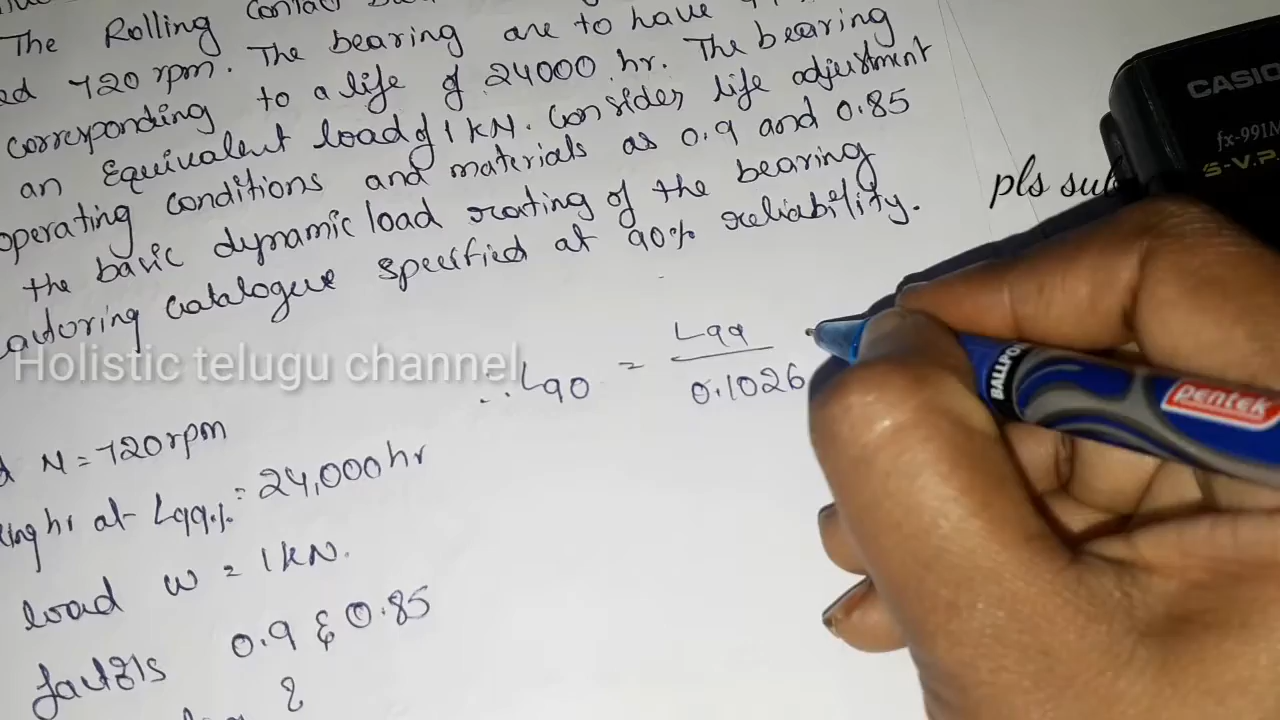 The Rolling Contact
720 rpm. The bearing are to have
corresponding to a life of 24000 hr. The bearing
an Equivalent load of 1 KN. Consider life adjustment
operating conditions and materials as 0.9 and 0.85
the basic dynamic load rating of the bearing
catalogue specified at 90% reliability.
pls sub
CASIO
fx-991M
S-V.P.
Holistic telugu channel
∴ L90 = L99 / 0.1026
BALLPO
pentek
N = 720 rpm
hr at L99% = 24,000 hr
load W = 1 KN.
factors 0.9 & 0.85